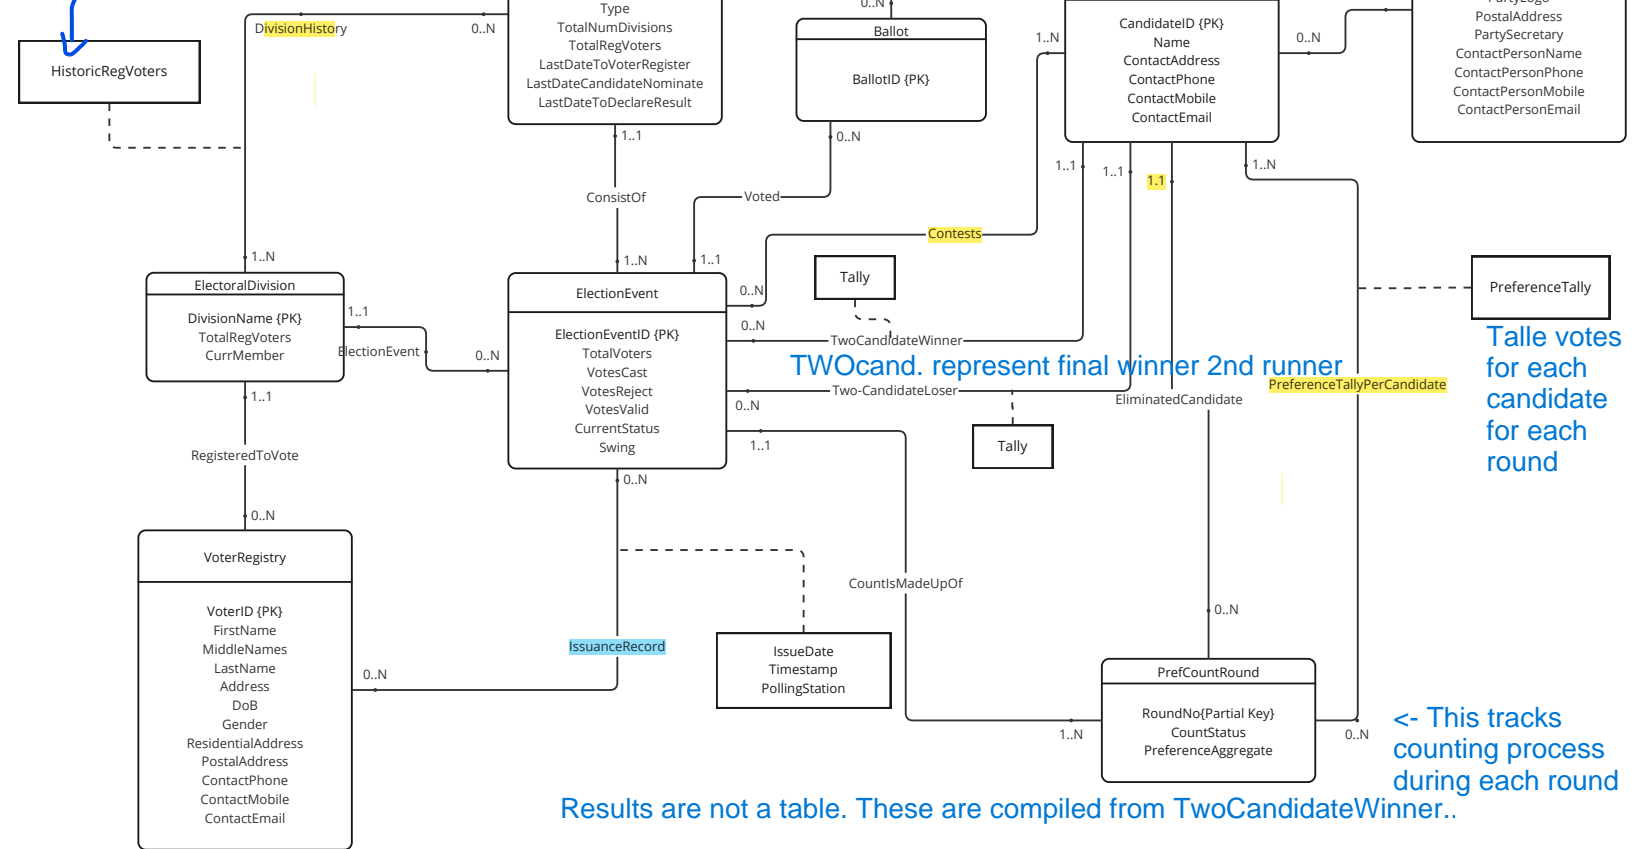 DivisionHistory
0..N
HistoricRegVoters
Type
TotalNumDivisions
TotalRegVoters
LastDateToVoterRegister
LastDateCandidateNominate
LastDateToDeclareResult
0..N
Ballot
BallotID {PK}
1..N
CandidateID {PK}
Name
ContactAddress
ContactPhone
ContactMobile
ContactEmail
0..N
PartyLogo
PostalAddress
PartySecretary
ContactPersonName
ContactPersonPhone
ContactPersonMobile
ContactPersonEmail
1..1
ConsistOf
1..N
0..N
Voted
1..1
Contests
0..N
1..1
1..1
1.1
1..N
1..N
ElectoralDivision
DivisionName {PK}
TotalRegVoters
CurrMember
1..1
ElectionEvent
0..N
ElectionEvent
ElectionEventID {PK}
TotalVoters
VotesCast
VotesReject
VotesValid
CurrentStatus
Swing
Tally
0..N
TwoCandidateWinner
TWOcand. represent final winner 2nd runner
Two-CandidateLoser
0..N
Tally
EliminatedCandidate
PreferenceTallyPerCandidate
PreferenceTally
Talle votes
for each
candidate
for each
round
1..1
RegisteredToVote
0..N
1..1
0..N
VoterRegistry
VoterID {PK}
FirstName
MiddleNames
LastName
Address
DoB
Gender
ResidentialAddress
PostalAddress
ContactPhone
ContactMobile
ContactEmail
0..N
IssuanceRecord
IssueDate
Timestamp
PollingStation
CountIsMadeUpOf
1..N
0..N
PrefCountRound
RoundNo{Partial Key}
CountStatus
PreferenceAggregate
0..N
<- This tracks
counting process
during each round
Results are not a table. These are compiled from TwoCandidateWinner..